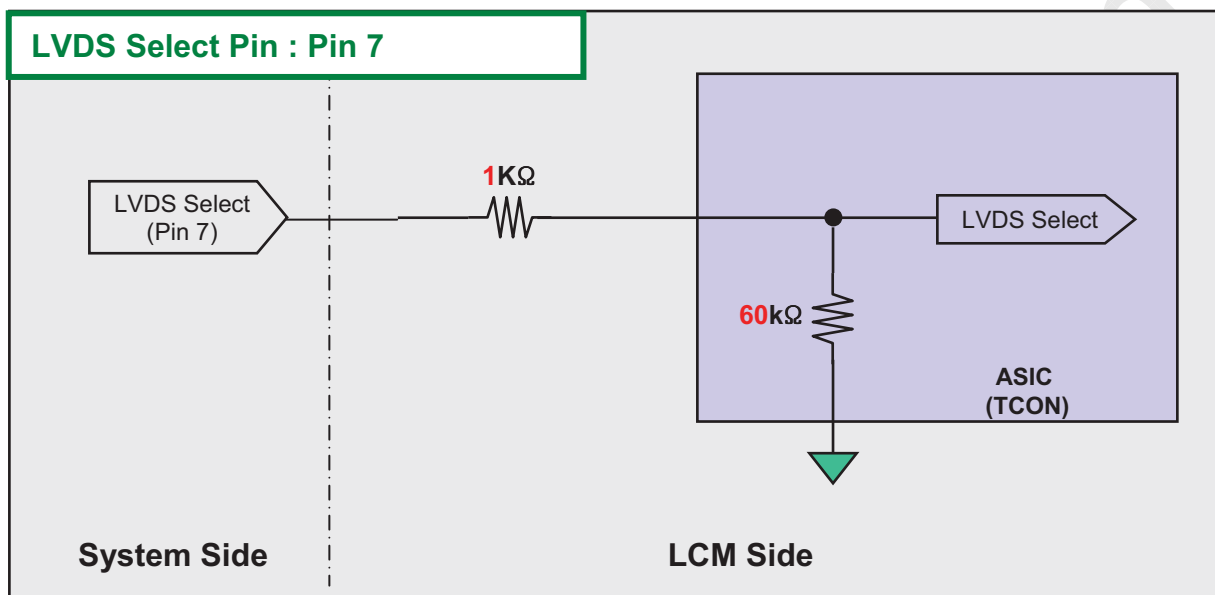 LVDS Select Pin : Pin 7
LVDS Select
(Pin 7)
1KΩ
LVDS Select
60kΩ
ASIC
(TCON)
System Side
LCM Side